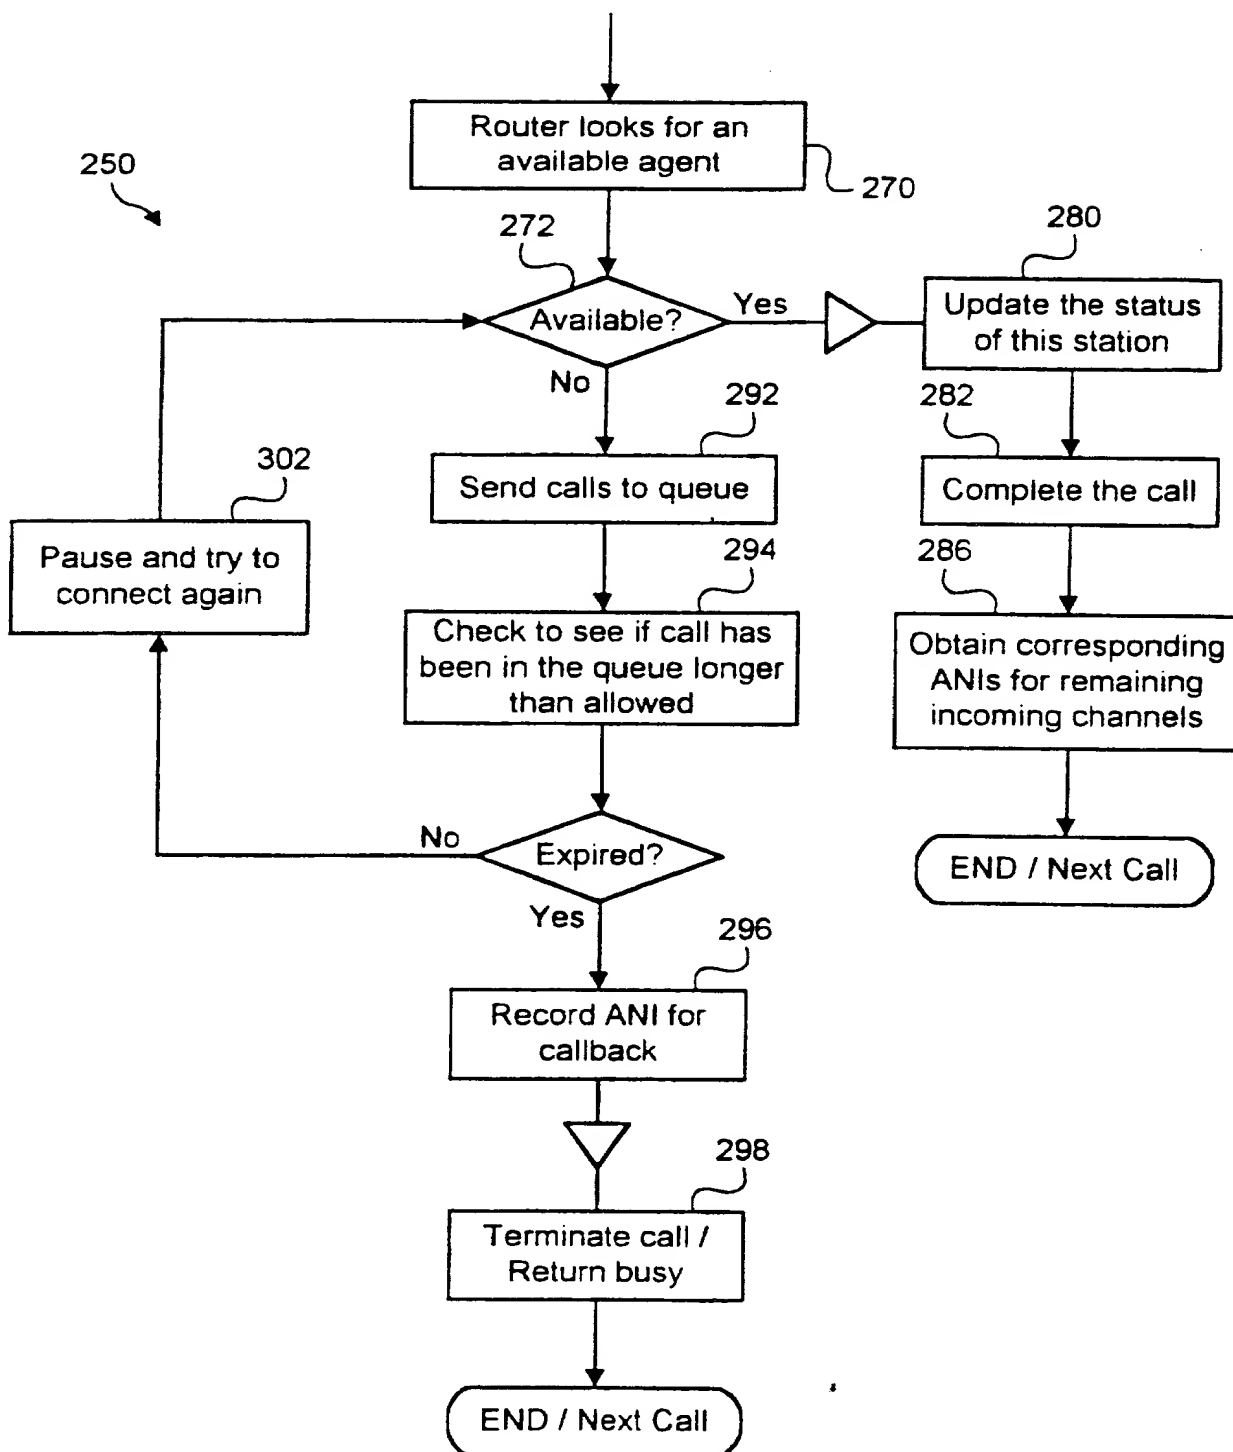 Router looks for an
available agent
270
250
272
280
Available?
Yes
No
Update the status
of this station
292
282
Send calls to queue
Complete the call
302
Pause and try to
connect again
294
286
Check to see if call has
been in the queue longer
than allowed
Obtain corresponding
ANIs for remaining
incoming channels
No
Expired?
Yes
END / Next Call
296
Record ANI for
callback
298
Terminate call /
Return busy
END / Next Call